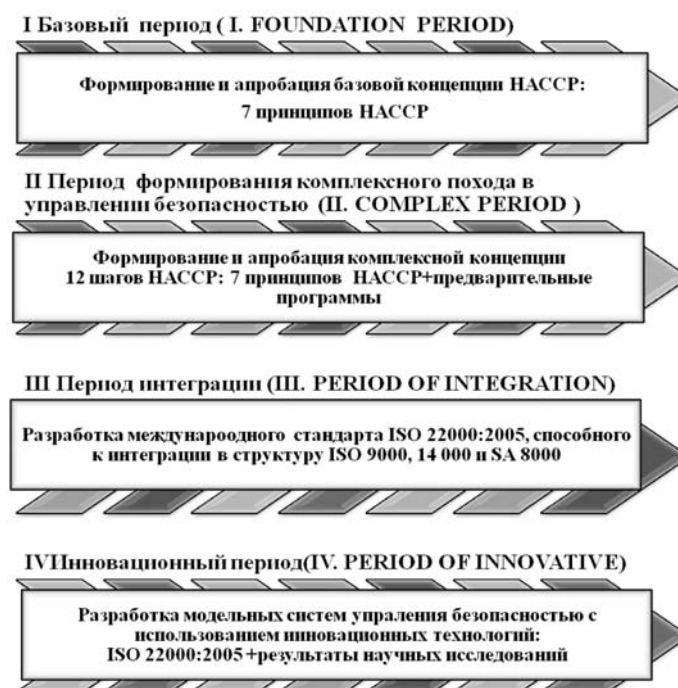 I Базовый период ( I. FOUNDATION PERIOD)
Формирование и апробация базовой концепции НАССР:
7 принципов НАССР
II Период формирования комплексного похода в
управлении безопасностью (II. COMPLEX PERIOD )
Формирование и апробация комплексной концепции
12 шагов НАССР: 7 принципов НАССР+предварительные
программы
III Период интеграции (III. PERIOD OF INTEGRATION)
Разработка международного стандарта ISO 22000:2005, способного
к интеграции в структуру ISO 9000, 14 000 и SA 8000
IVИнновационный период(IV. PERIOD OF INNOVATIVE)
Разработка модельных систем упраления безопасностью с
использованием инновационных технологий:
ISO 22000:2005 +результаты научных исследований